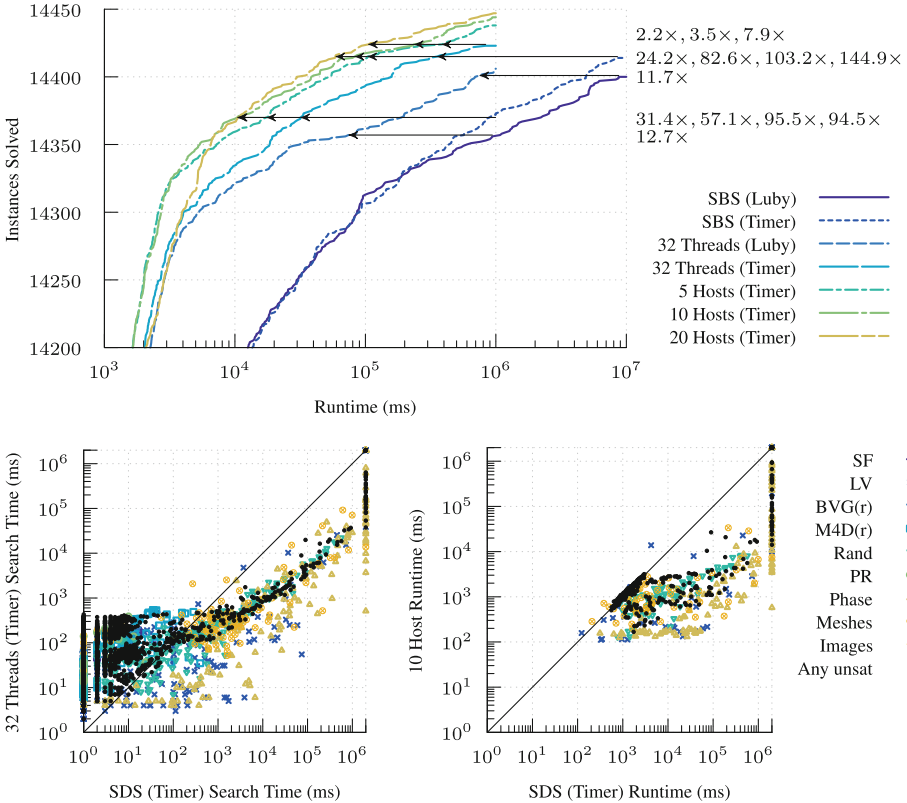 14450
14400
14350
14300
14250
14200
Instances Solved
10³
10⁴
10⁵
10⁶
10⁷
Runtime (ms)
2.2×, 3.5×, 7.9×
24.2×, 82.6×, 103.2×, 144.9×
11.7×
31.4×, 57.1×, 95.5×, 94.5×
12.7×
SBS (Luby)
SBS (Timer)
32 Threads (Luby)
32 Threads (Timer)
5 Hosts (Timer)
10 Hosts (Timer)
20 Hosts (Timer)
32 Threads (Timer) Search Time (ms)
10⁶
10⁵
10⁴
10³
10²
10¹
10⁰
10⁰
10¹
10²
10³
10⁴
10⁵
10⁶
SDS (Timer) Search Time (ms)
10 Host Runtime (ms)
10⁶
10⁵
10⁴
10³
10²
10¹
10⁰
10⁰
10¹
10²
10³
10⁴
10⁵
10⁶
SDS (Timer) Runtime (ms)
SF
LV
BVG(r)
M4D(r)
Rand
PR
Phase
Meshes
Images
Any unsat